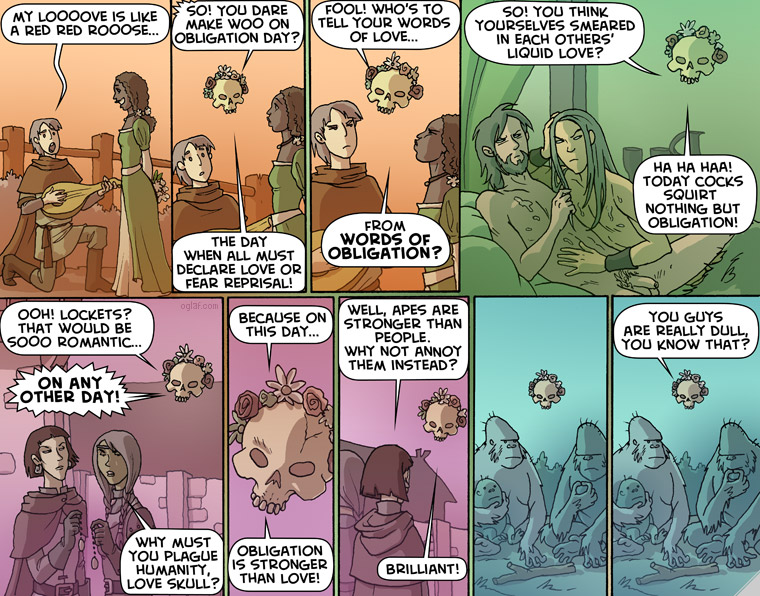 MY LOOOOVE IS LIKE
A RED RED ROOOSE...
SO! YOU DARE
MAKE WOO ON
OBLIGATION DAY?
THE DAY
WHEN ALL MUST
DECLARE LOVE OR
FEAR REPRISAL!
FOOL! WHO'S TO
TELL YOUR WORDS
OF LOVE...
FROM
WORDS OF
OBLIGATION?
SO! YOU THINK
YOURSELVES SMEARED
IN EACH OTHERS'
LIQUID LOVE?
HA HA HAA!
TODAY COCKS
SQUIRT
NOTHING BUT
OBLIGATION!
oglaf.com
OOH! LOCKETS?
THAT WOULD BE
SOOO ROMANTIC...
ON ANY
OTHER DAY!
WHY MUST
YOU PLAGUE
HUMANITY,
LOVE SKULL?
BECAUSE ON
THIS DAY...
OBLIGATION
IS STRONGER
THAN LOVE!
WELL, APES ARE
STRONGER THAN
PEOPLE.
WHY NOT ANNOY
THEM INSTEAD?
BRILLIANT!
YOU GUYS
ARE REALLY DULL,
YOU KNOW THAT?